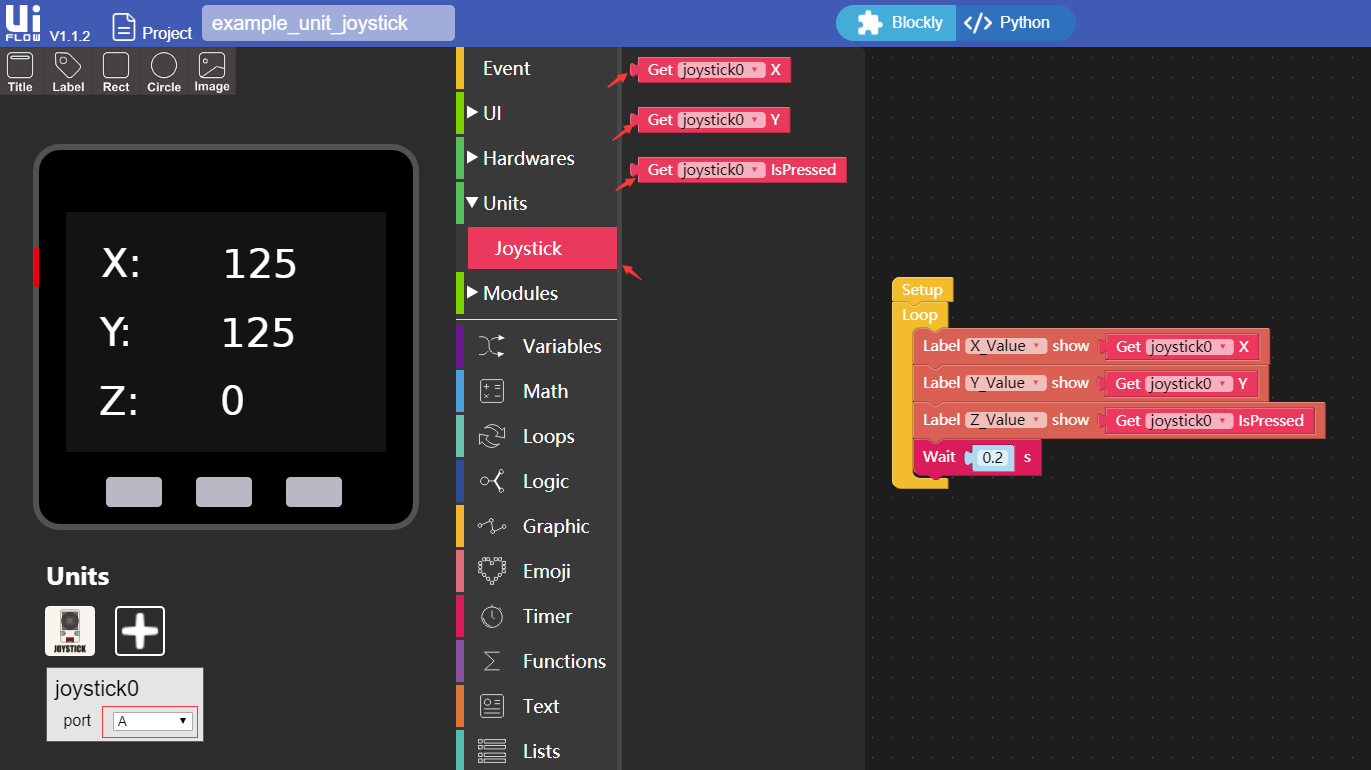 Ui
FLOW V1.1.2
Project
example_unit_joystick
Blockly
</> Python
Title
Label
Rect
Circle
Image
X: 125
Y: 125
Z: 0
Units
JOYSTICK
joystick0
port A
Event
UI
Hardwares
Units
Joystick
Modules
Variables
Math
Loops
Logic
Graphic
Emoji
Timer
Functions
Text
Lists
Get joystick0 X
Get joystick0 Y
Get joystick0 IsPressed
Setup
Loop
Label X_Value show Get joystick0 X
Label Y_Value show Get joystick0 Y
Label Z_Value show Get joystick0 IsPressed
Wait 0.2 s